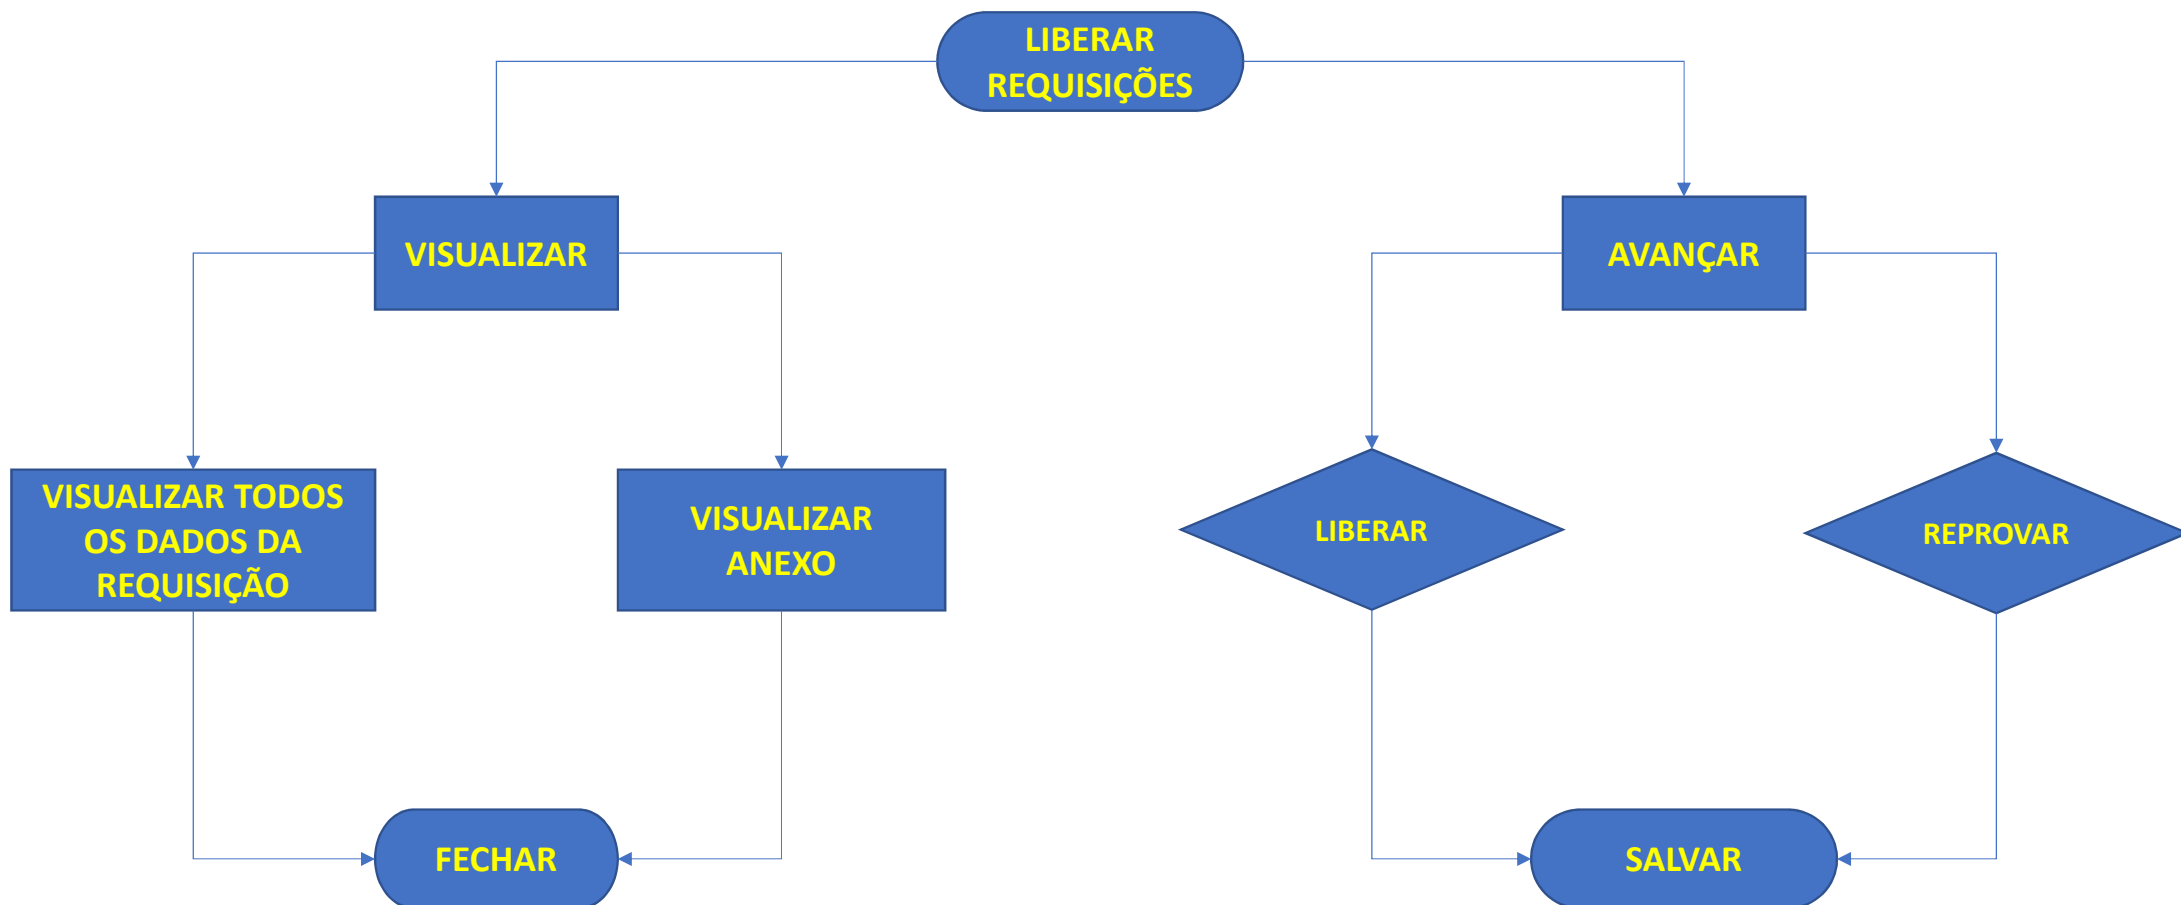 LIBERAR
REQUISIÇÕES
VISUALIZAR
AVANÇAR
VISUALIZAR TODOS
OS DADOS DA
REQUISIÇÃO
VISUALIZAR
ANEXO
LIBERAR
REPROVAR
FECHAR
SALVAR